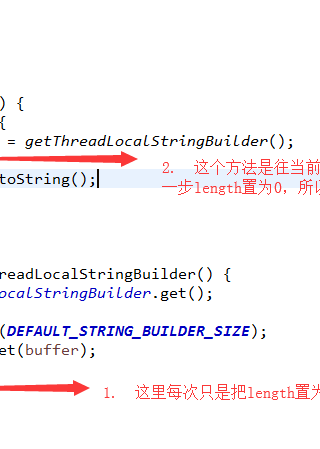 ) {
{
= getThreadLocalStringBuilder();
2. 这个方法是往当前
toString();
一步length置为0，所以
readLocalStringBuilder() {
ocalStringBuilder.get();
(DEFAULT_STRING_BUILDER_SIZE);
et(buffer);
1. 这里每次只是把length置为